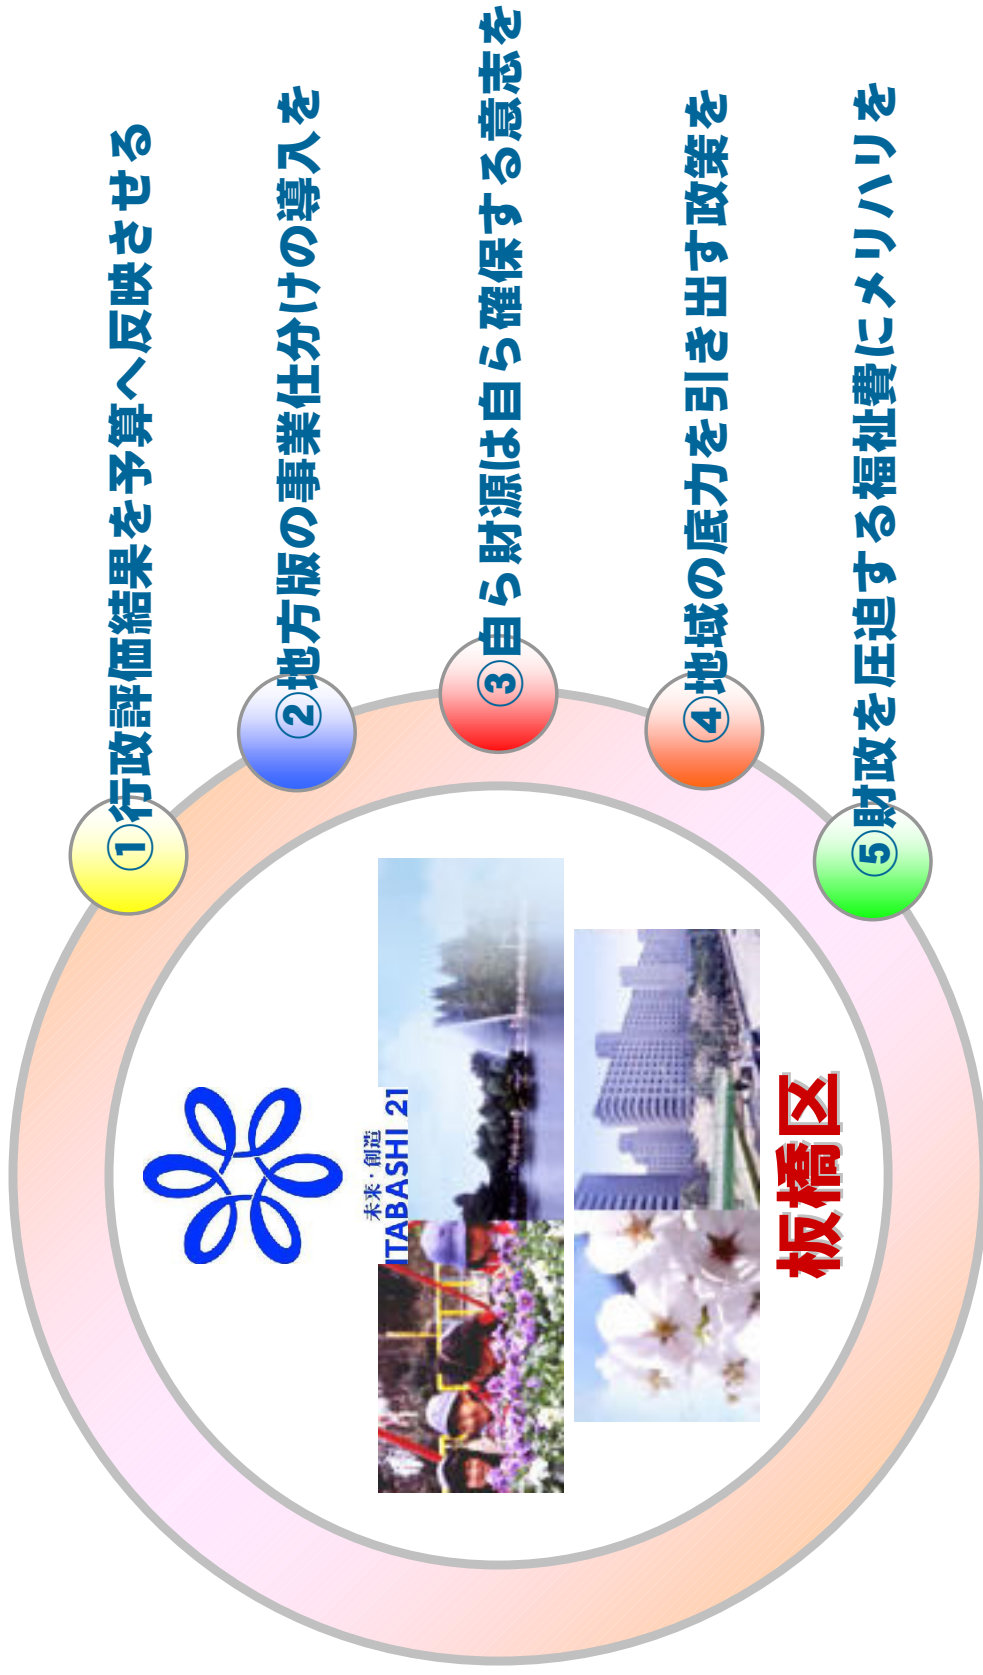 ①行政評価結果を予算へ反映させる
②地方版の事業仕分けの導入を
③自ら財源は自ら確保する意志を
④地域の底力を引き出す政策を
⑤財政を圧迫する福祉費にメリハリを
未来・創造
ITABASHI 21
板橋区